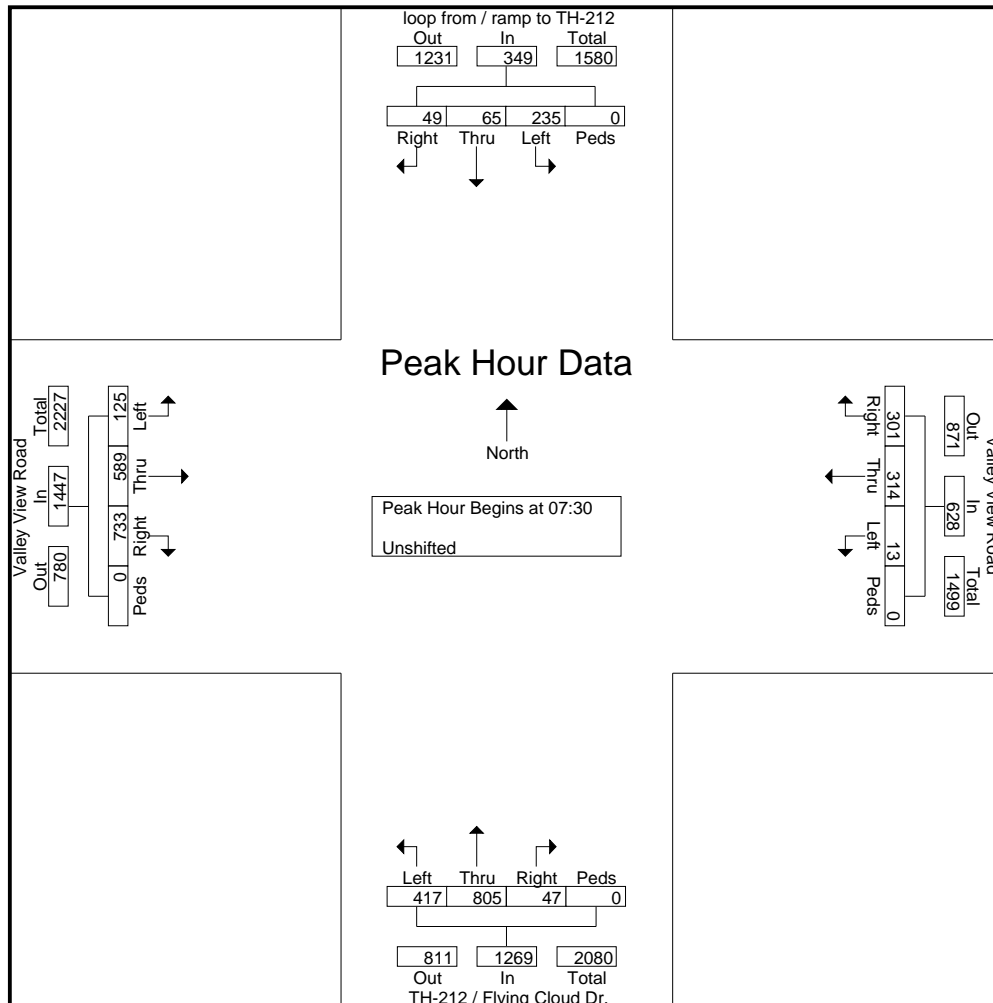 loop from / ramp to TH-212
Out In Total
1231 349 1580
49 65 235 0
Right Thru Left Peds
Peak Hour Data
North
Peak Hour Begins at 07:30
Unshifted
Valley View Road
Total In Out
2227 1447 780
125 589 733 0
Left Thru Right Peds
Valley View Road
Out In Total
871 628 1499
301 314 13 0
Right Thru Left Peds
Left Thru Right Peds
417 805 47 0
811 1269 2080
Out In Total
TH-212 / Flying Cloud Dr.